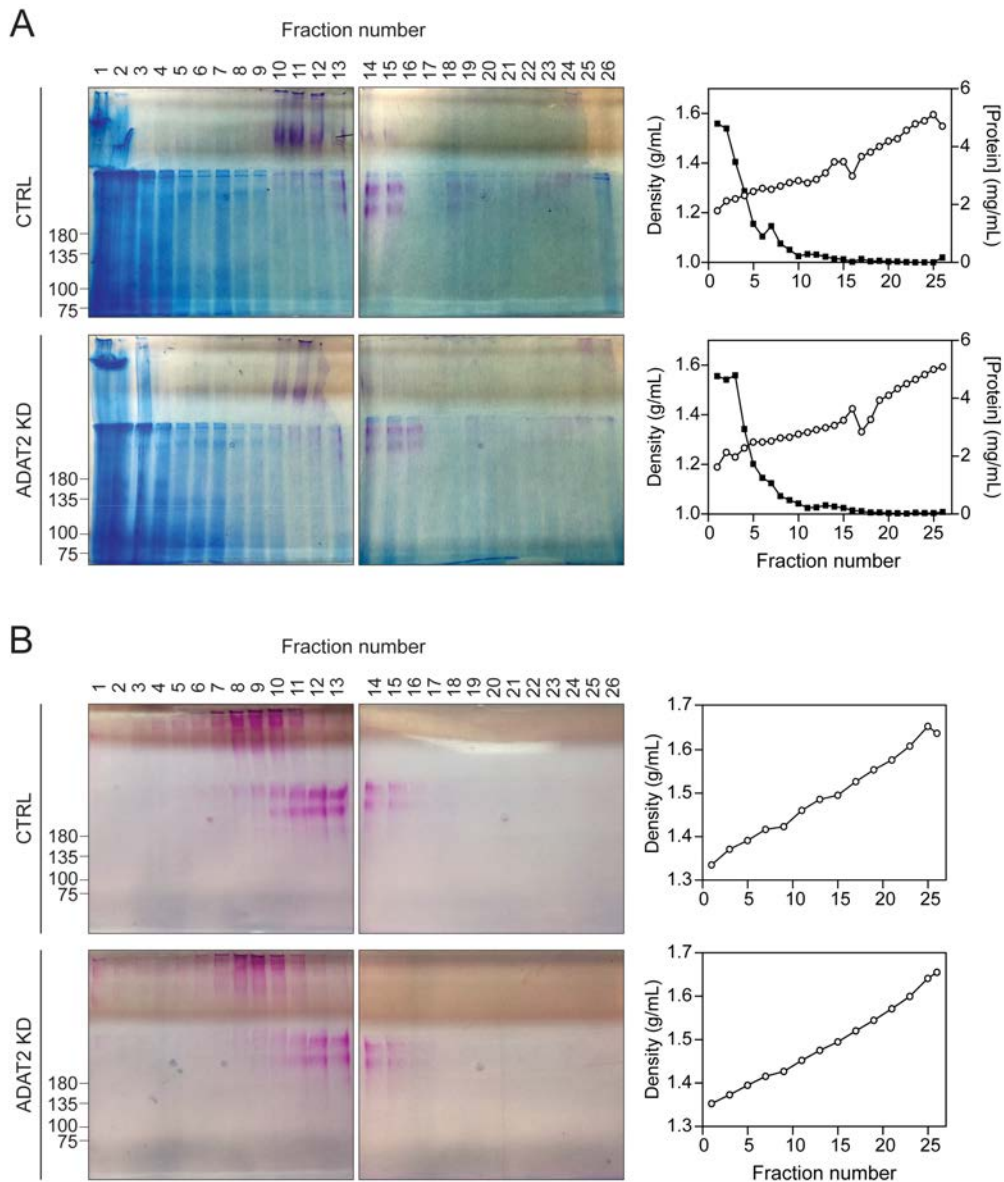 A
Fraction number
1 2 3 4 5 6 7 8 9 10 11 12 13 14 15 16 17 18 19 20 21 22 23 24 25 26
CTRL
180
135
100
75
Density (g/mL)
1.6
1.4
1.2
1.0
6
4
2
0
[Protein] (mg/mL)
0 5 10 15 20 25
ADAT2 KD
180
135
100
75
Density (g/mL)
1.6
1.4
1.2
1.0
6
4
2
0
[Protein] (mg/mL)
0 5 10 15 20 25
Fraction number
B
Fraction number
1 2 3 4 5 6 7 8 9 10 11 12 13 14 15 16 17 18 19 20 21 22 23 24 25 26
CTRL
180
135
100
75
Density (g/mL)
1.7
1.6
1.5
1.4
1.3
0 5 10 15 20 25
ADAT2 KD
180
135
100
75
Density (g/mL)
1.7
1.6
1.5
1.4
1.3
0 5 10 15 20 25
Fraction number